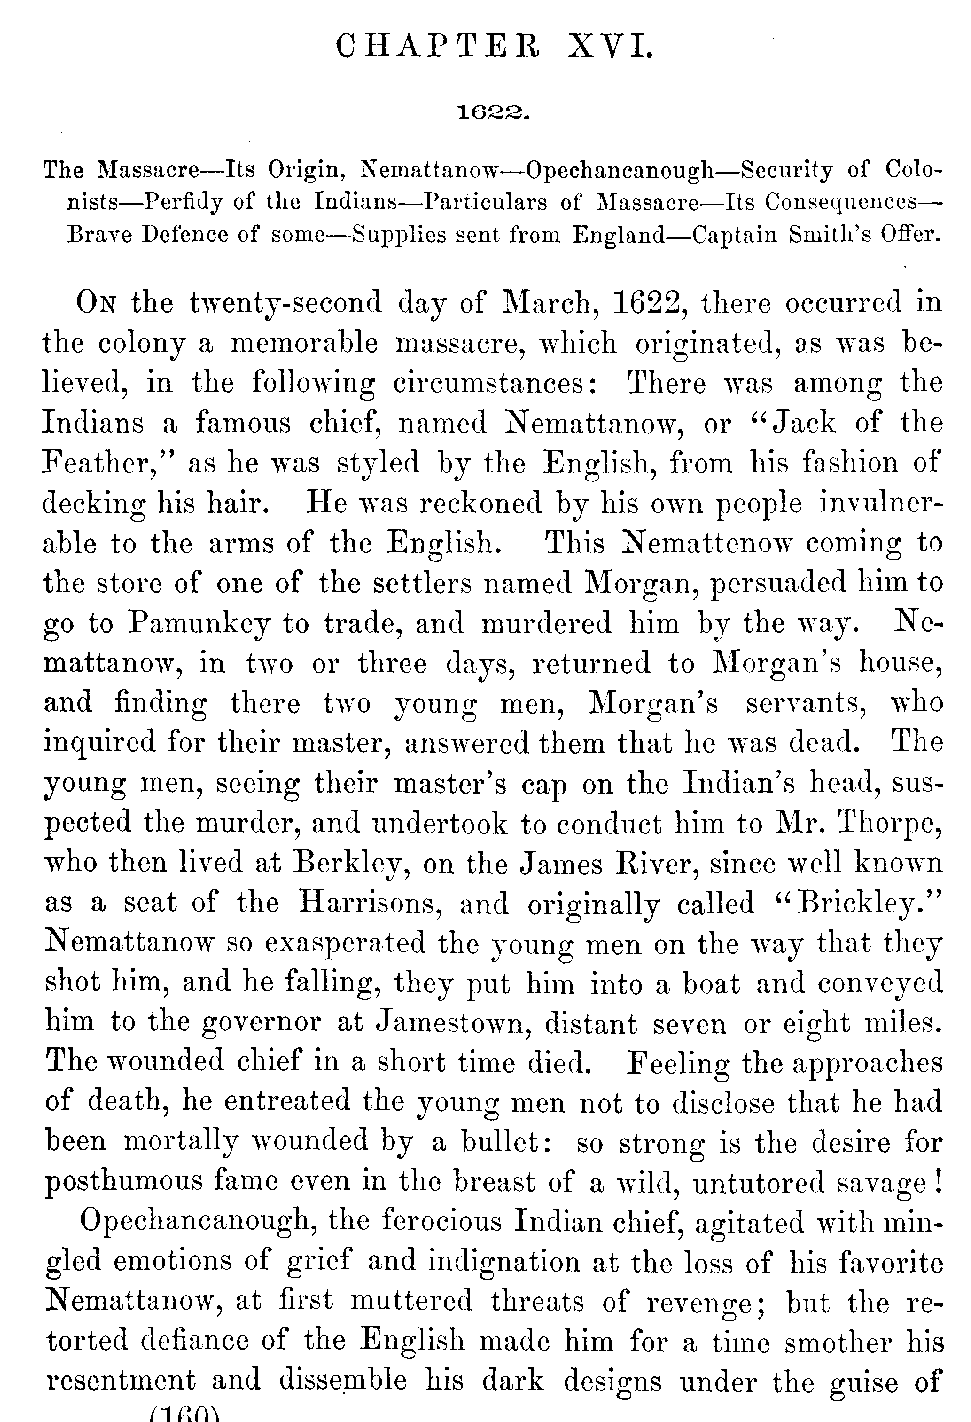 CHAPTER XVI.
1622.
The Massacre—Its Origin, Nemattanow—Opechancanough—Security of Colo-
nists—Perfidy of the Indians—Particulars of Massacre—Its Consequences—
Brave Defence of some—Supplies sent from England—Captain Smith's Offer.
On the twenty-second day of March, 1622, there occurred in
the colony a memorable massacre, which originated, as was be-
lieved, in the following circumstances: There was among the
Indians a famous chief, named Nemattanow, or "Jack of the
Feather," as he was styled by the English, from his fashion of
decking his hair. He was reckoned by his own people invulner-
able to the arms of the English. This Nemattenow coming to
the store of one of the settlers named Morgan, persuaded him to
go to Pamunkey to trade, and murdered him by the way. Ne-
mattanow, in two or three days, returned to Morgan's house,
and finding there two young men, Morgan's servants, who
inquired for their master, answered them that he was dead. The
young men, seeing their master's cap on the Indian's head, sus-
pected the murder, and undertook to conduct him to Mr. Thorpe,
who then lived at Berkley, on the James River, since well known
as a seat of the Harrisons, and originally called "Brickley."
Nemattanow so exasperated the young men on the way that they
shot him, and he falling, they put him into a boat and conveyed
him to the governor at Jamestown, distant seven or eight miles.
The wounded chief in a short time died. Feeling the approaches
of death, he entreated the young men not to disclose that he had
been mortally wounded by a bullet: so strong is the desire for
posthumous fame even in the breast of a wild, untutored savage!
Opechancanough, the ferocious Indian chief, agitated with min-
gled emotions of grief and indignation at the loss of his favorite
Nemattanow, at first muttered threats of revenge; but the re-
torted defiance of the English made him for a time smother his
resentment and dissemble his dark designs under the guise of
(160)